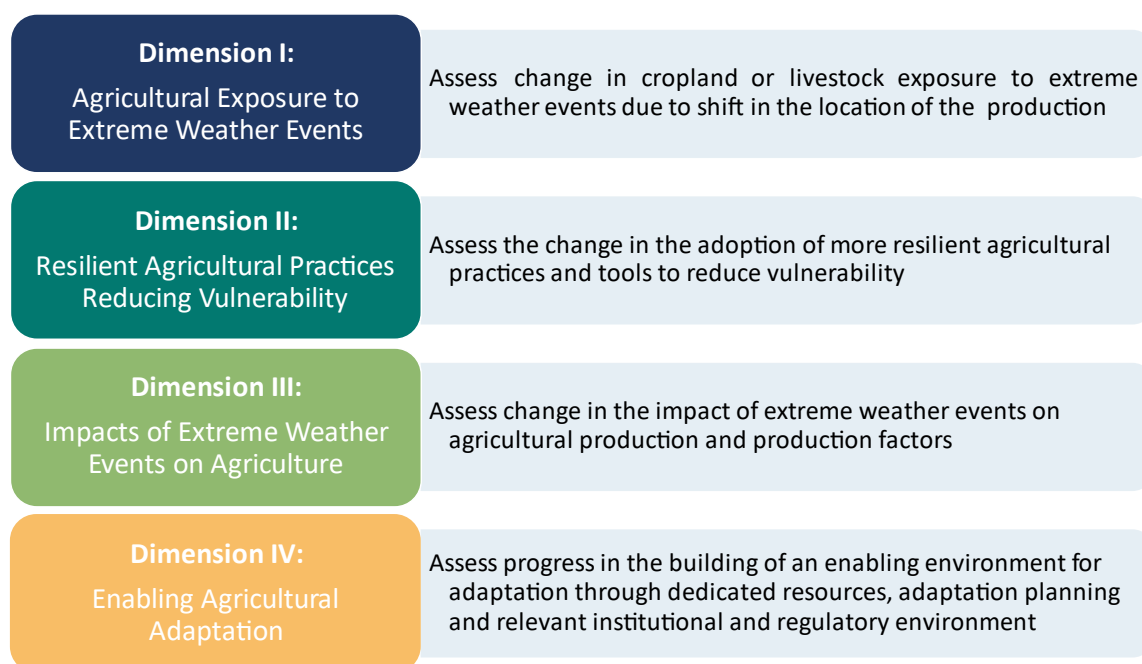 Dimension I:
Agricultural Exposure to
Extreme Weather Events
Assess change in cropland or livestock exposure to extreme
weather events due to shift in the location of the production
Dimension II:
Resilient Agricultural Practices
Reducing Vulnerability
Assess the change in the adoption of more resilient agricultural
practices and tools to reduce vulnerability
Dimension III:
Impacts of Extreme Weather
Events on Agriculture
Assess change in the impact of extreme weather events on
agricultural production and production factors
Dimension IV:
Enabling Agricultural
Adaptation
Assess progress in the building of an enabling environment for
adaptation through dedicated resources, adaptation planning
and relevant institutional and regulatory environment